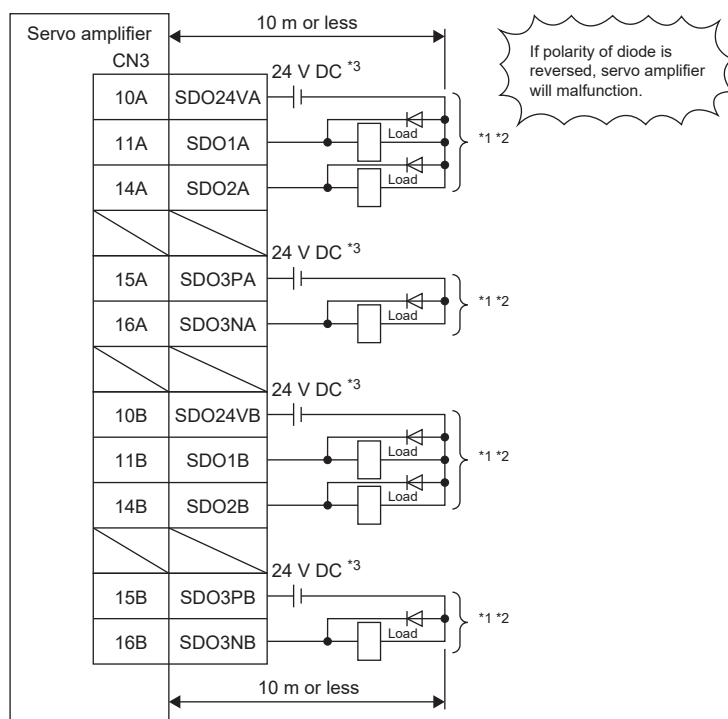 Servo amplifier
10 m or less
CN3
If polarity of diode is
reversed, servo amplifier
will malfunction.
24 V DC *3
10A SDO24VA
11A SDO1A
Load
*1 *2
14A SDO2A
Load
24 V DC *3
15A SDO3PA
*1 *2
16A SDO3NA
Load
24 V DC *3
10B SDO24VB
11B SDO1B
Load
*1 *2
14B SDO2B
Load
24 V DC *3
15B SDO3PB
*1 *2
16B SDO3NB
Load
10 m or less